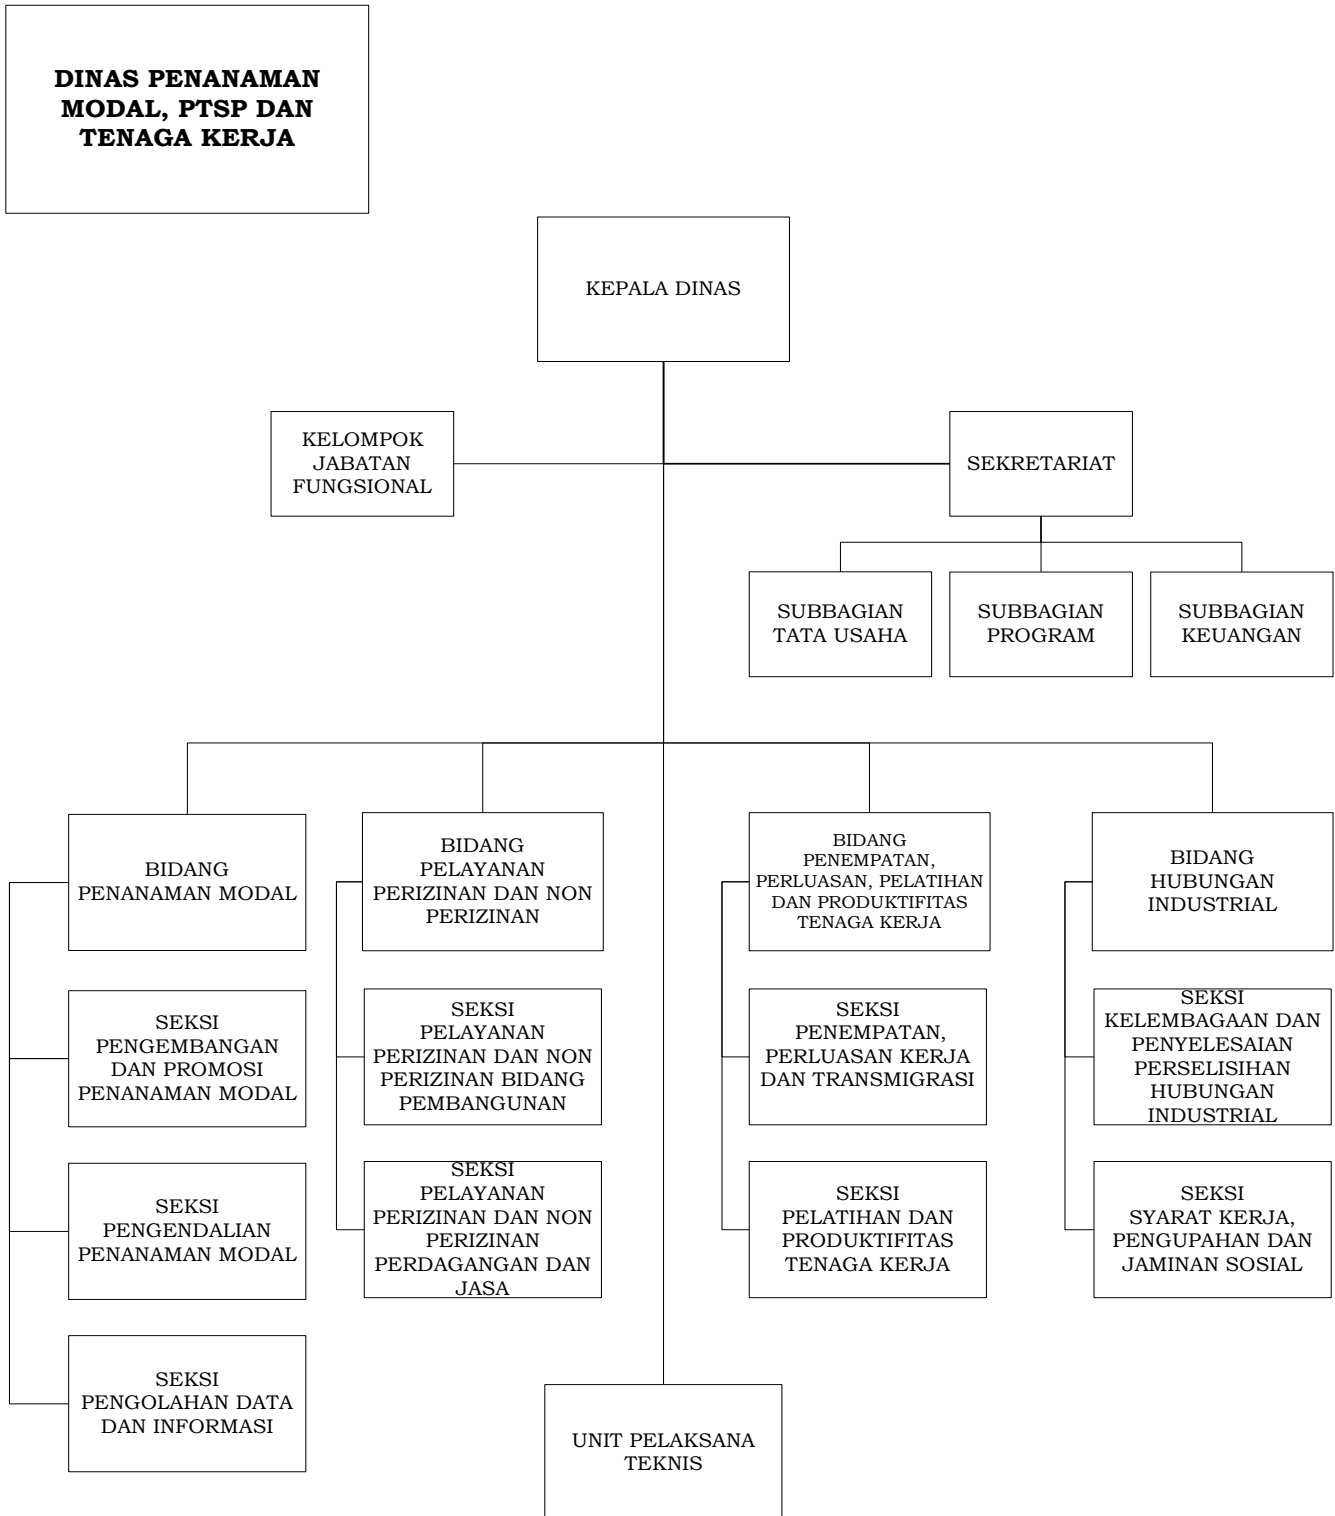 DINAS PENANAMAN
MODAL, PTSP DAN
TENAGA KERJA
KEPALA DINAS
KELOMPOK
JABATAN
FUNGSIONAL
SEKRETARIAT
SUBBAGIAN
TATA USAHA
SUBBAGIAN
PROGRAM
SUBBAGIAN
KEUANGAN
BIDANG
PENANAMAN MODAL
BIDANG
PELAYANAN
PERIZINAN DAN NON
PERIZINAN
BIDANG
PENEMPATAN,
PERLUASAN, PELATIHAN
DAN PRODUKTIFITAS
TENAGA KERJA
BIDANG
HUBUNGAN
INDUSTRIAL
SEKSI
PENGEMBANGAN
DAN PROMOSI
PENANAMAN MODAL
SEKSI
PELAYANAN
PERIZINAN DAN NON
PERIZINAN BIDANG
PEMBANGUNAN
SEKSI
PENEMPATAN,
PERLUASAN KERJA
DAN TRANSMIGRASI
SEKSI
KELEMBAGAAN DAN
PENYELESAIAN
PERSELISIHAN
HUBUNGAN
INDUSTRIAL
SEKSI
PENGENDALIAN
PENANAMAN MODAL
SEKSI
PELAYANAN
PERIZINAN DAN NON
PERIZINAN
PERDAGANGAN DAN
JASA
SEKSI
PELATIHAN DAN
PRODUKTIFITAS
TENAGA KERJA
SEKSI
SYARAT KERJA,
PENGUPAHAN DAN
JAMINAN SOSIAL
SEKSI
PENGOLAHAN DATA
DAN INFORMASI
UNIT PELAKSANA
TEKNIS